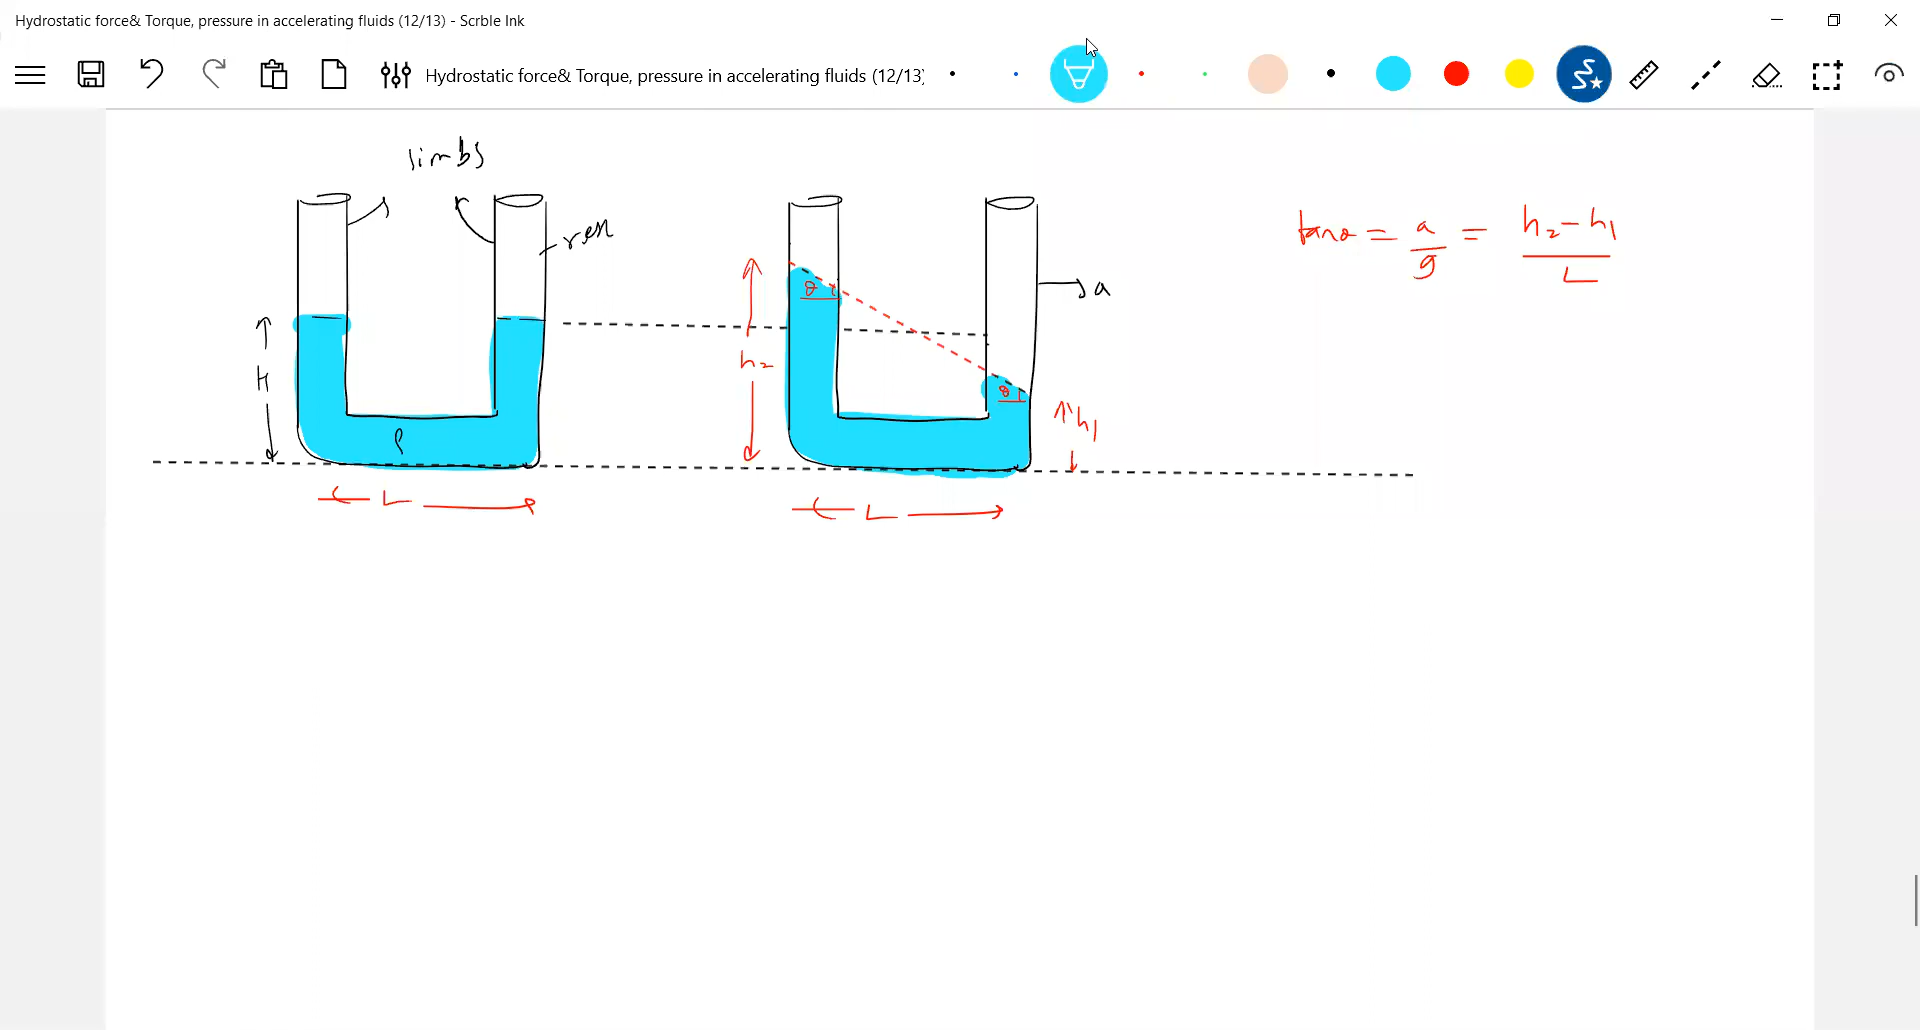 Hydrostatic force& Torque, pressure in accelerating fluids (12/13) - Scrble Ink
Hydrostatic force& Torque, pressure in accelerating fluids (12/13)
limbs
rest
H
ρ
L
h₂
θ
θ
a
h₁
L
tanθ = a/g = (h₂-h₁)/L